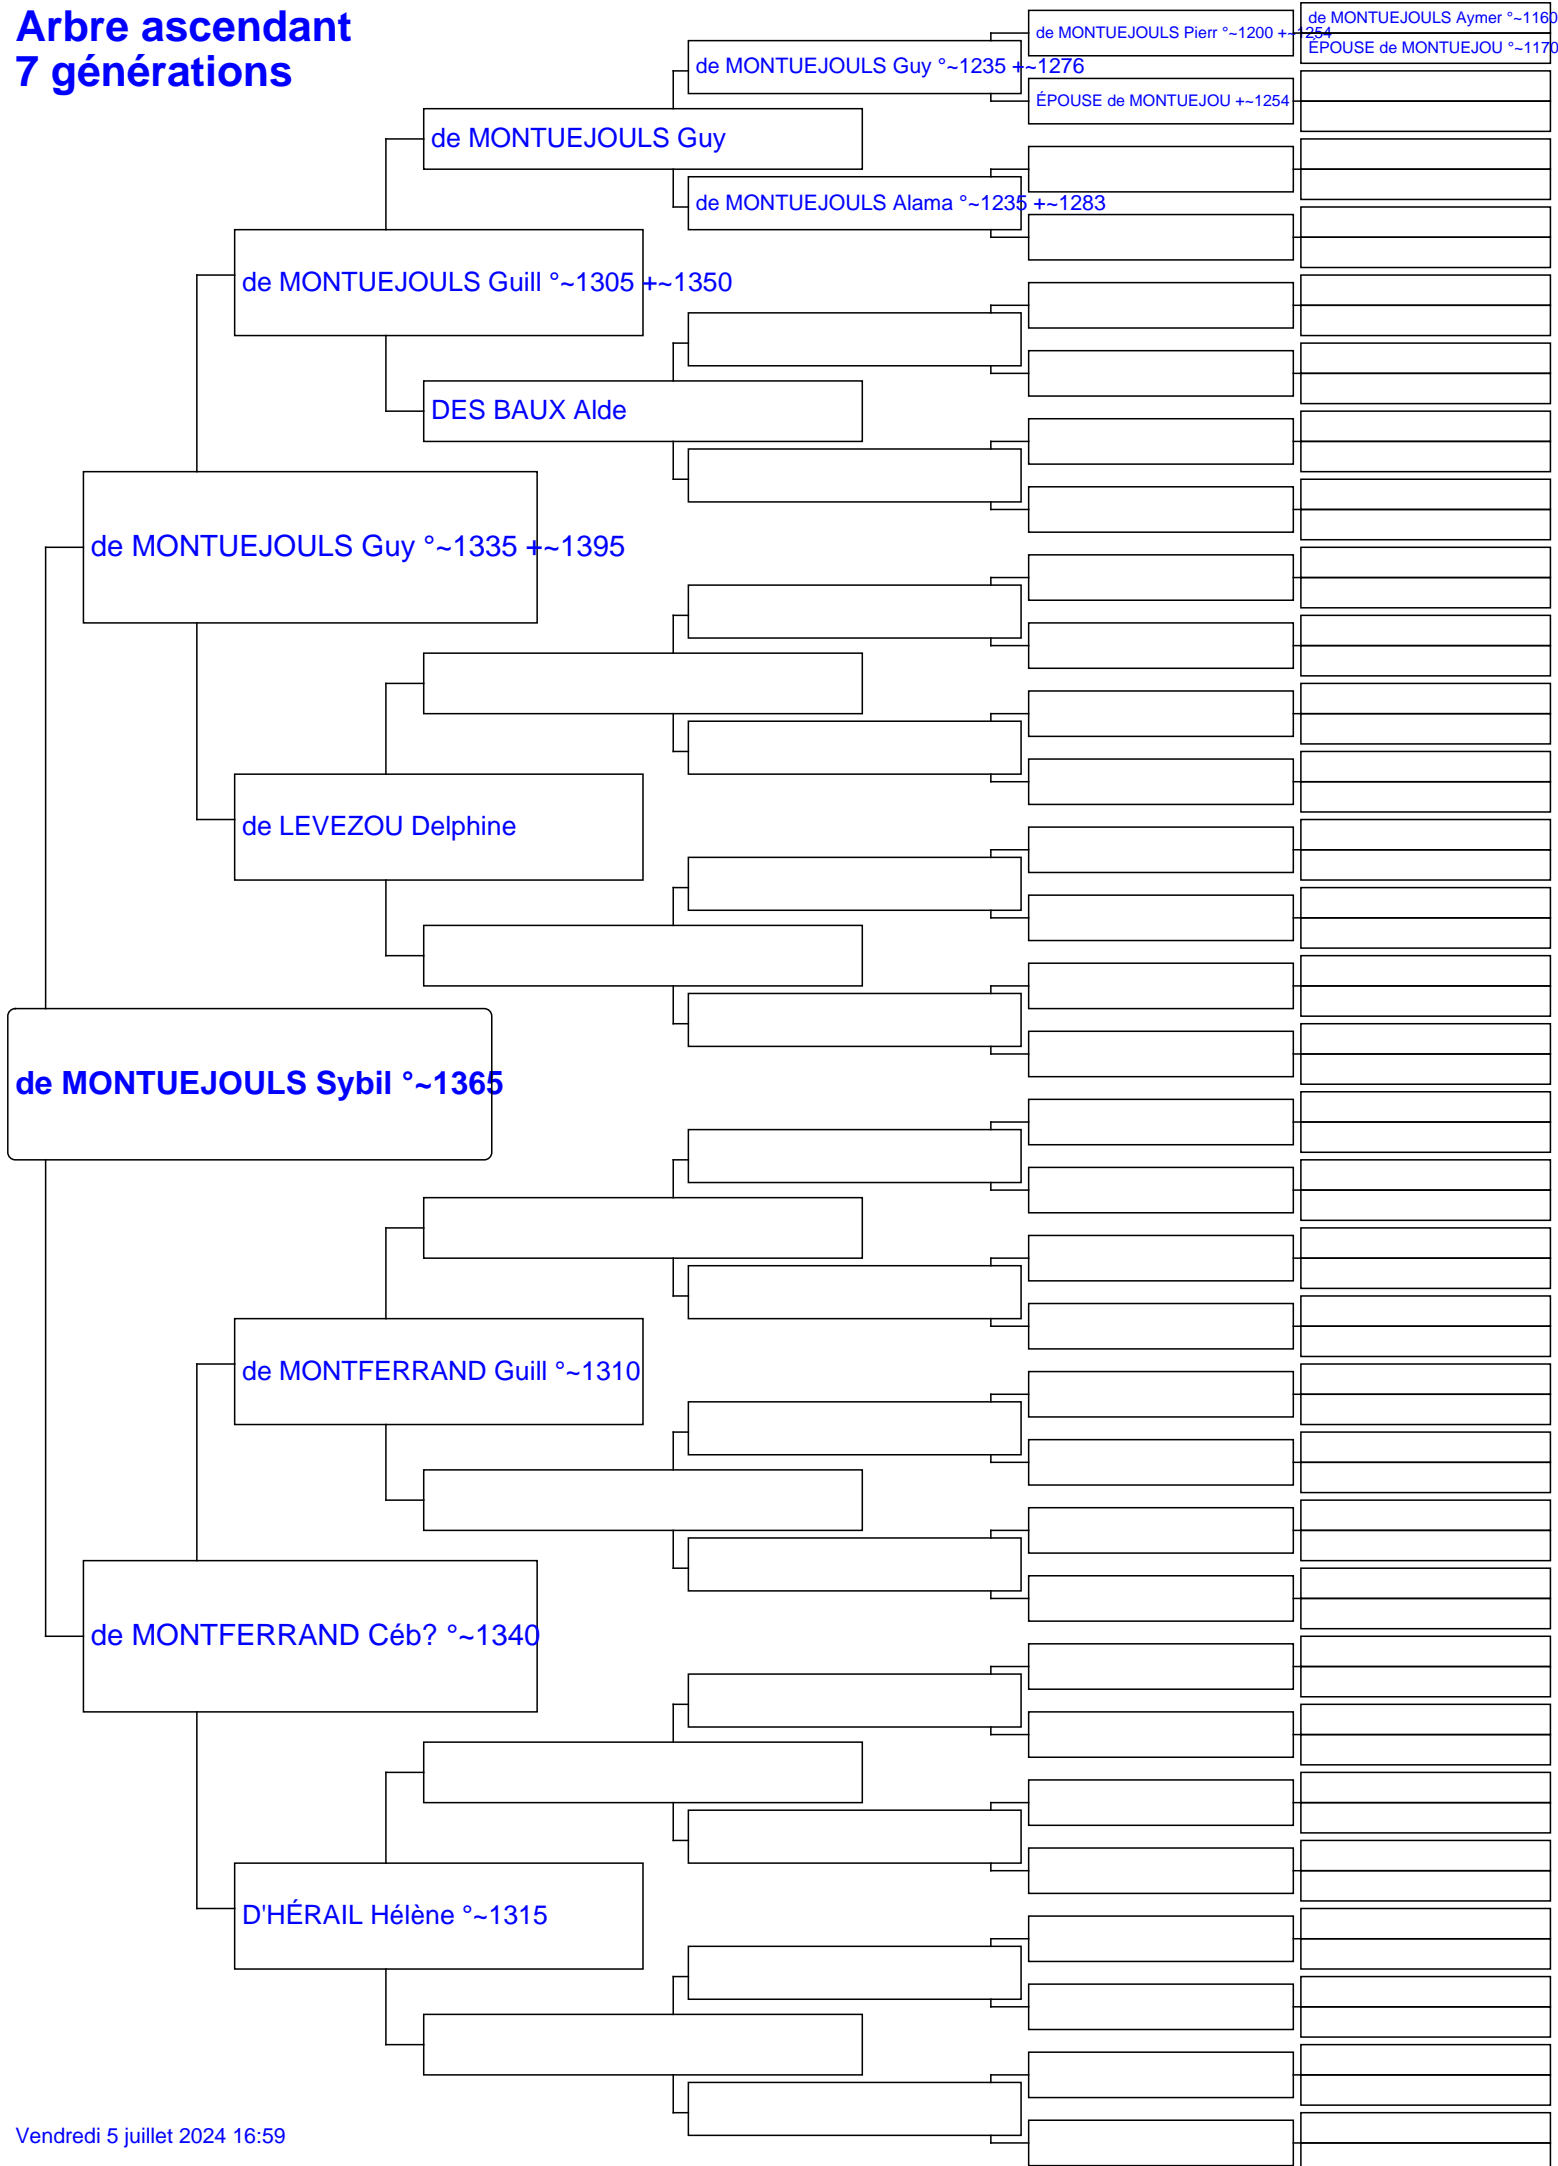 Arbre ascendant
7 générations
de MONTUEJOULS Aymer °~1160
de MONTUEJOULS Pierr °~1200 +~1254
ÉPOUSE de MONTUEJOU °~1170
de MONTUEJOULS Guy °~1235 +~1276
ÉPOUSE de MONTUEJOU +~1254
de MONTUEJOULS Guy
de MONTUEJOULS Alama °~1235 +~1283
de MONTUEJOULS Guill °~1305 +~1350
DES BAUX Alde
de MONTUEJOULS Guy °~1335 +~1395
de LEVEZOU Delphine
de MONTUEJOULS Sybil °~1365
de MONTFERRAND Guill °~1310
de MONTFERRAND Céb? °~1340
D'HÉRAIL Hélène °~1315
Vendredi 5 juillet 2024 16:59